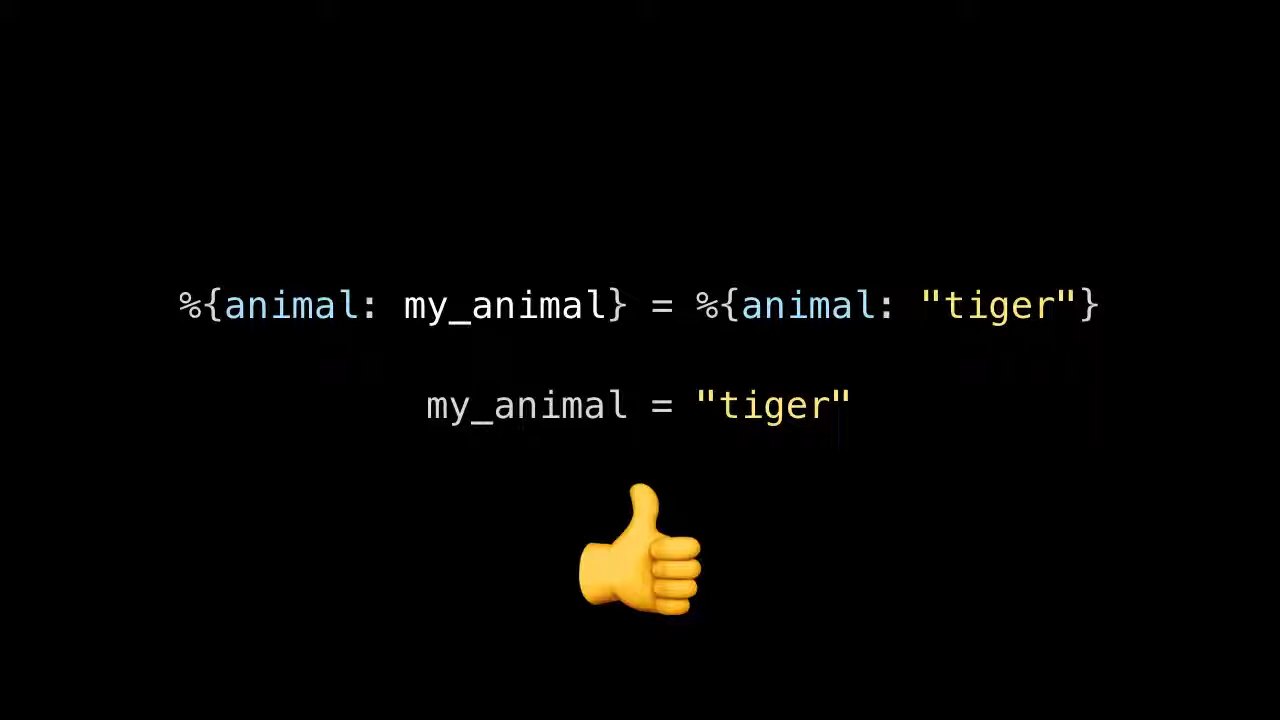 %{animal: my_animal} = %{animal: "tiger"}
my_animal = "tiger"